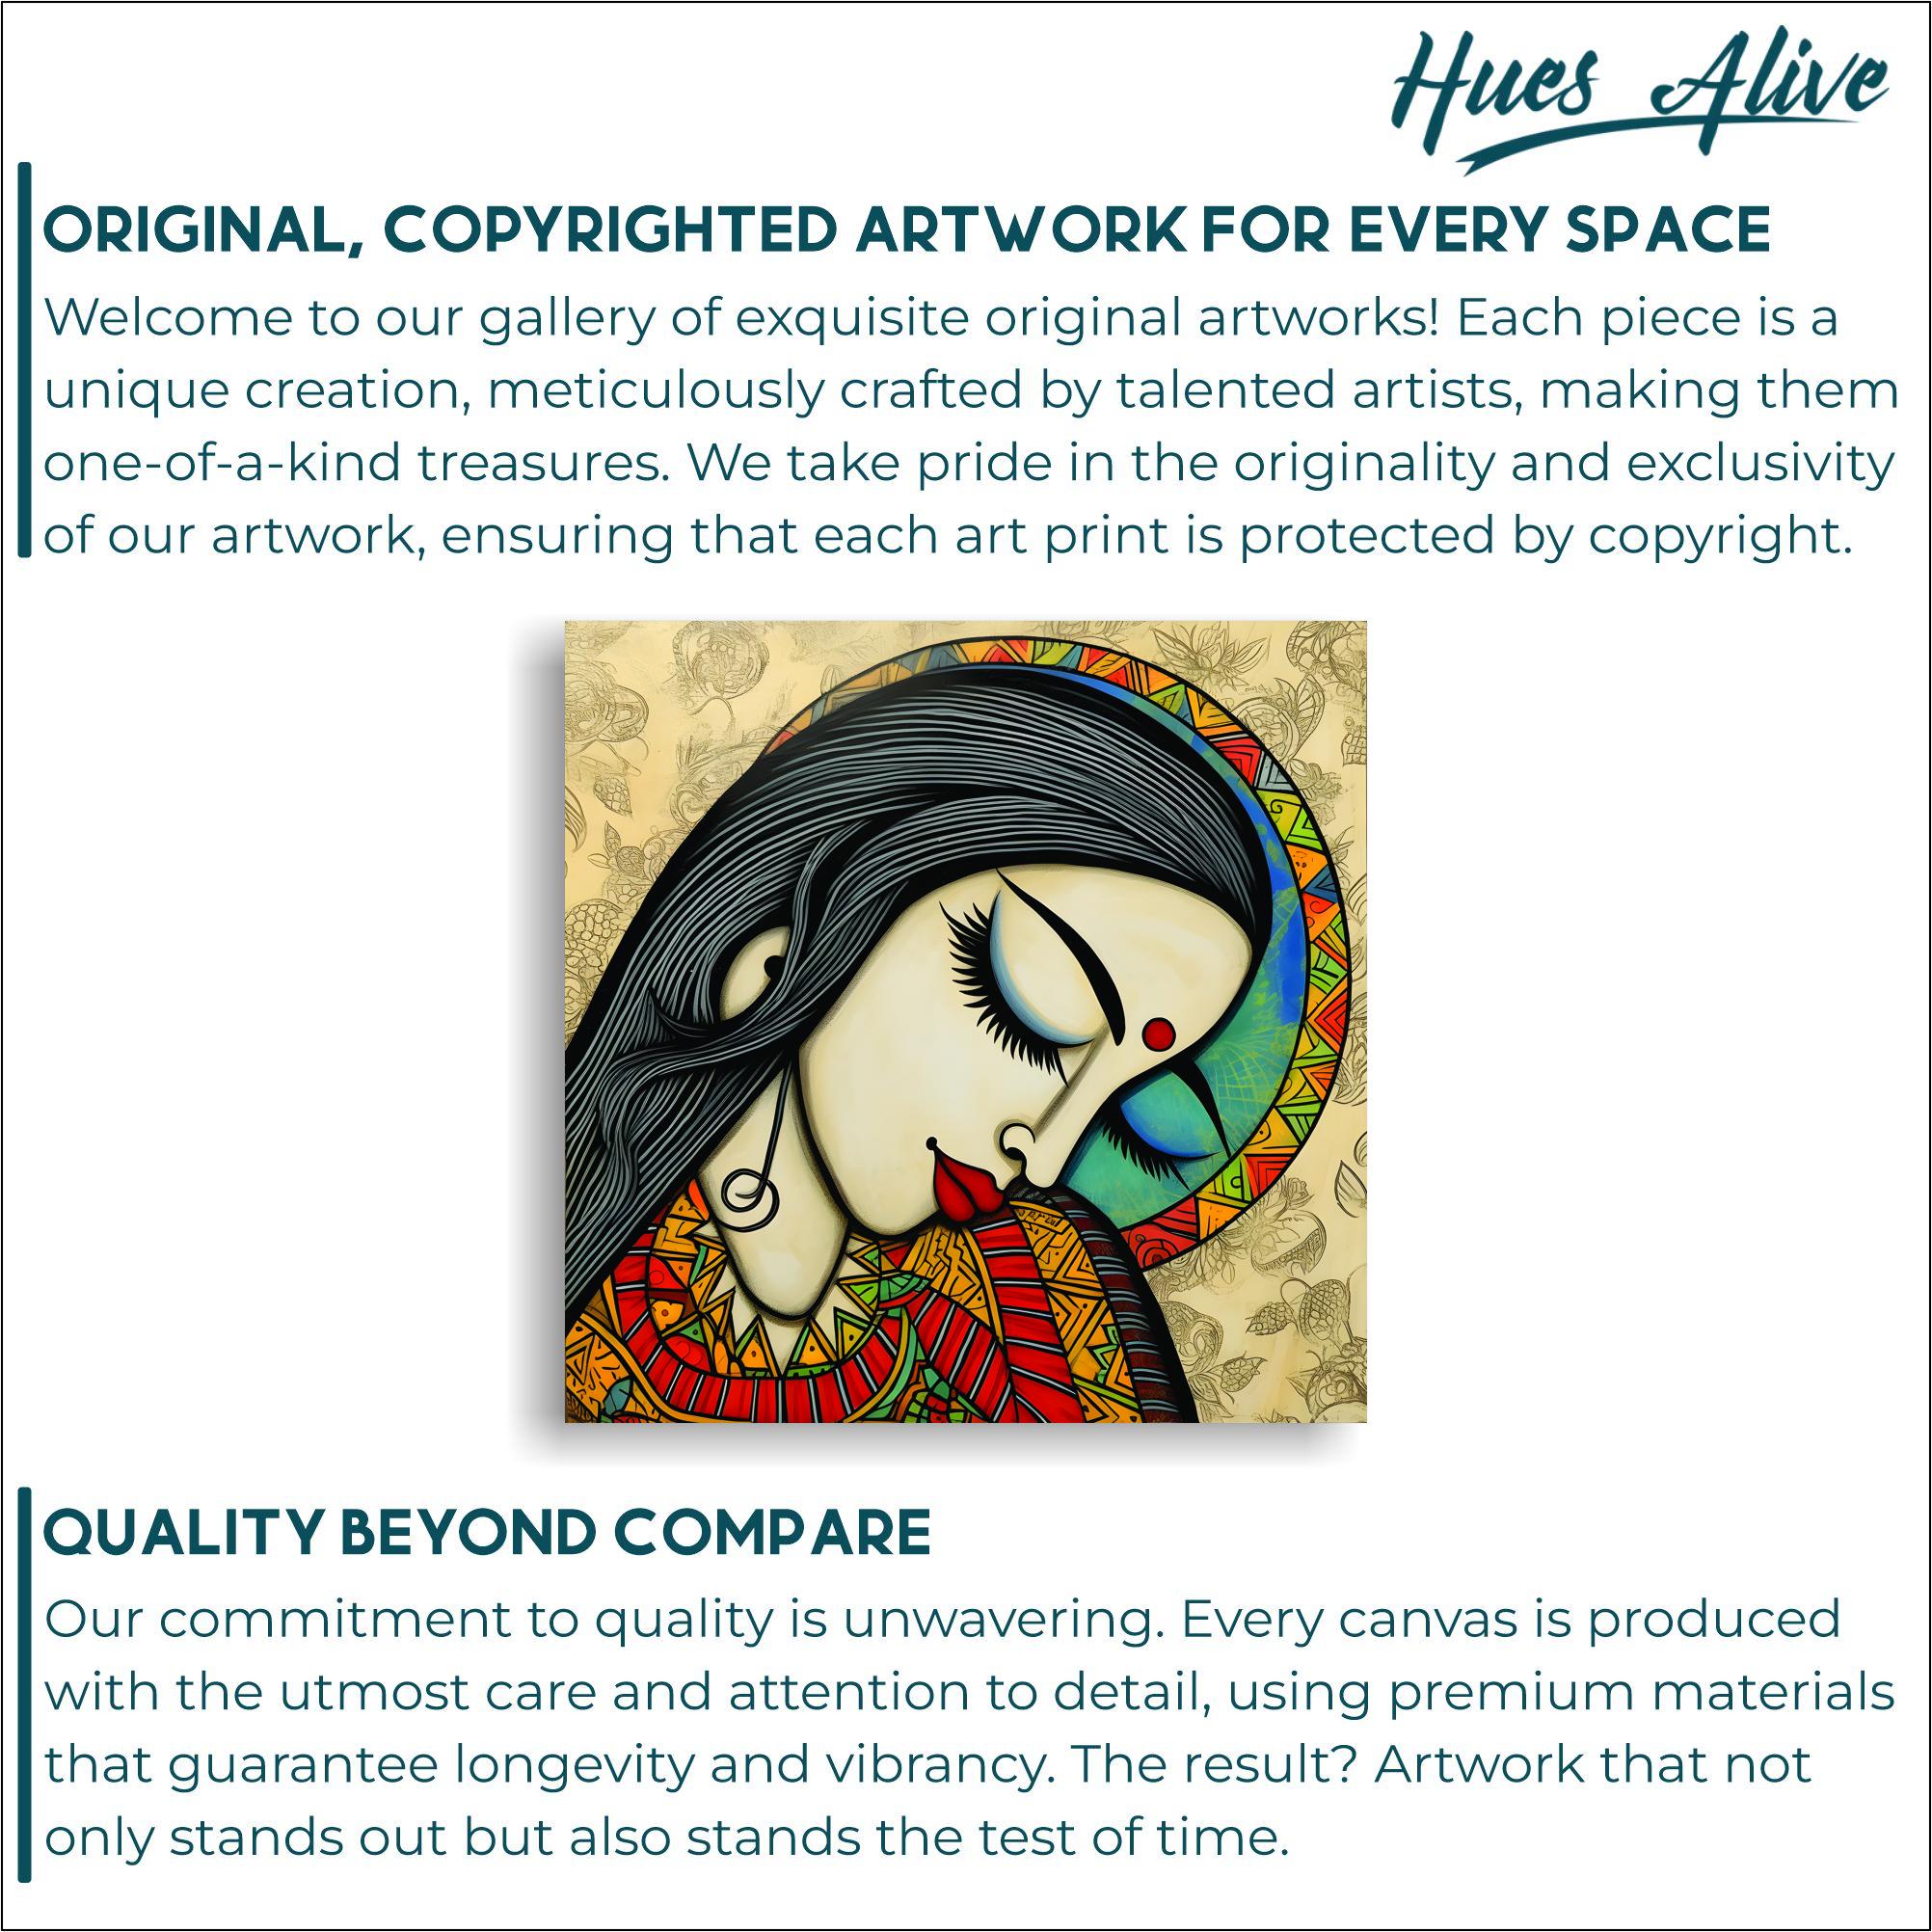 Hues Alive
ORIGINAL, COPYRIGHTED ARTWORK FOR EVERY SPACE
Welcome to our gallery of exquisite original artworks! Each piece is a
unique creation, meticulously crafted by talented artists, making them
one-of-a-kind treasures. We take pride in the originality and exclusivity
of our artwork, ensuring that each art print is protected by copyright.
QUALITY BEYOND COMPARE
Our commitment to quality is unwavering. Every canvas is produced
with the utmost care and attention to detail, using premium materials
that guarantee longevity and vibrancy. The result? Artwork that not
only stands out but also stands the test of time.